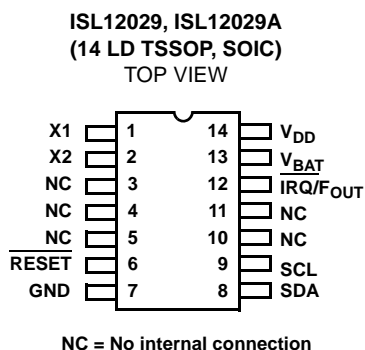 ISL12029, ISL12029A
(14 LD TSSOP, SOIC)
TOP VIEW
X1 1 14 VDD
X2 2 13 VBAT
NC 3 12 IRQ/FOUT
NC 4 11 NC
NC 5 10 NC
RESET 6 9 SCL
GND 7 8 SDA
NC = No internal connection